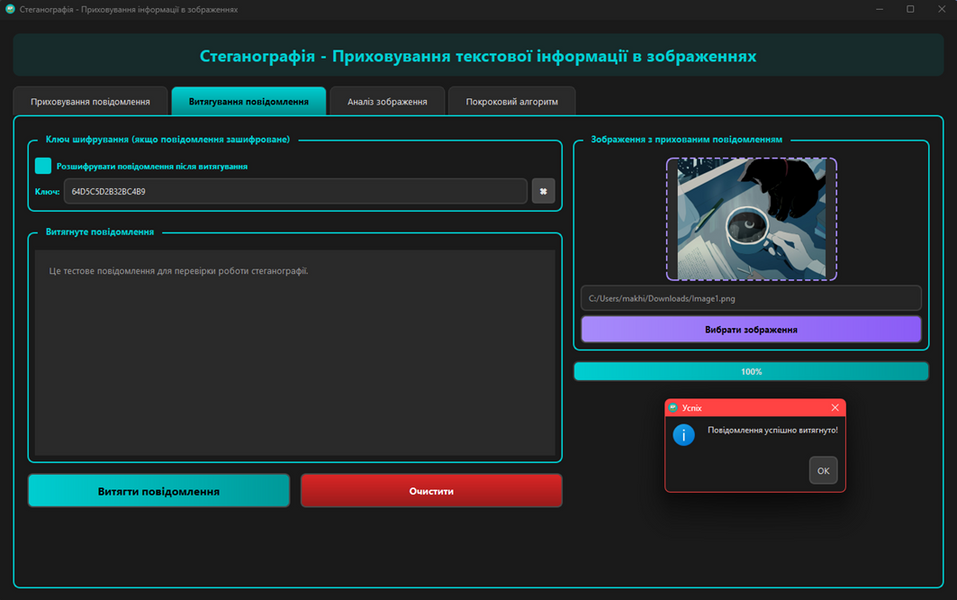 Стеганографія - Приховування інформації в зображеннях
Стеганографія - Приховування текстової інформації в зображеннях
Приховування повідомлення
Витягування повідомлення
Аналіз зображення
Покроковий алгоритм
Ключ шифрування (якщо повідомлення зашифроване)
Розшифрувати повідомлення після витягування
Ключ: 64D5C5D2B32BC4B9
Витягнуте повідомлення
Це тестове повідомлення для перевірки роботи стеганографії.
Витягти повідомлення
Очистити
Зображення з прихованим повідомленням
C:/Users/makhi/Downloads/Image1.png
Вибрати зображення
100%
Успіх
Повідомлення успішно витягнуто!
OK